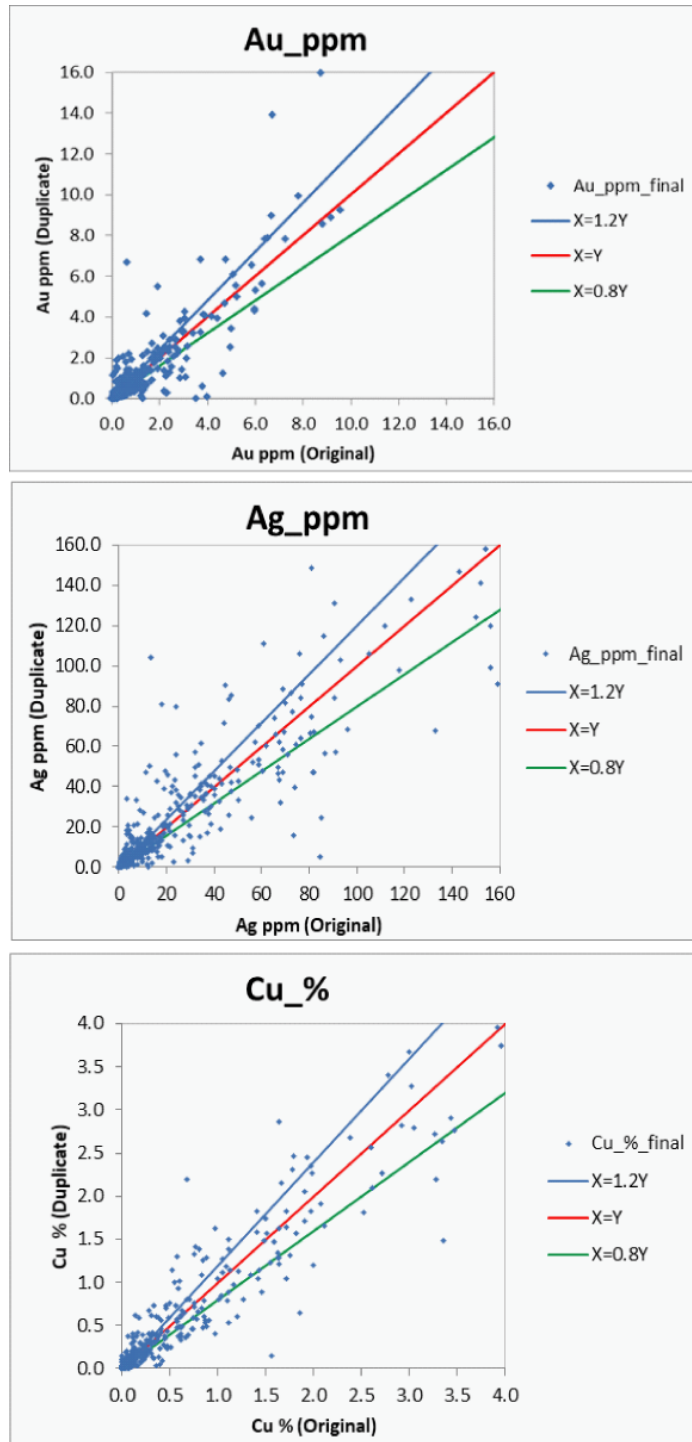 Au_ppm
16.0
14.0
12.0
10.0
8.0
6.0
4.0
2.0
0.0
Au ppm (Duplicate)
0.0 2.0 4.0 6.0 8.0 10.0 12.0 14.0 16.0
Au ppm (Original)
Au_ppm_final
X=1.2Y
X=Y
X=0.8Y
Ag_ppm
160.0
140.0
120.0
100.0
80.0
60.0
40.0
20.0
0.0
Ag ppm (Duplicate)
0 20 40 60 80 100 120 140 160
Ag ppm (Original)
Ag_ppm_final
X=1.2Y
X=Y
X=0.8Y
Cu_%
4.0
3.5
3.0
2.5
2.0
1.5
1.0
0.5
0.0
Cu % (Duplicate)
0.0 0.5 1.0 1.5 2.0 2.5 3.0 3.5 4.0
Cu % (Original)
Cu_%_final
X=1.2Y
X=Y
X=0.8Y